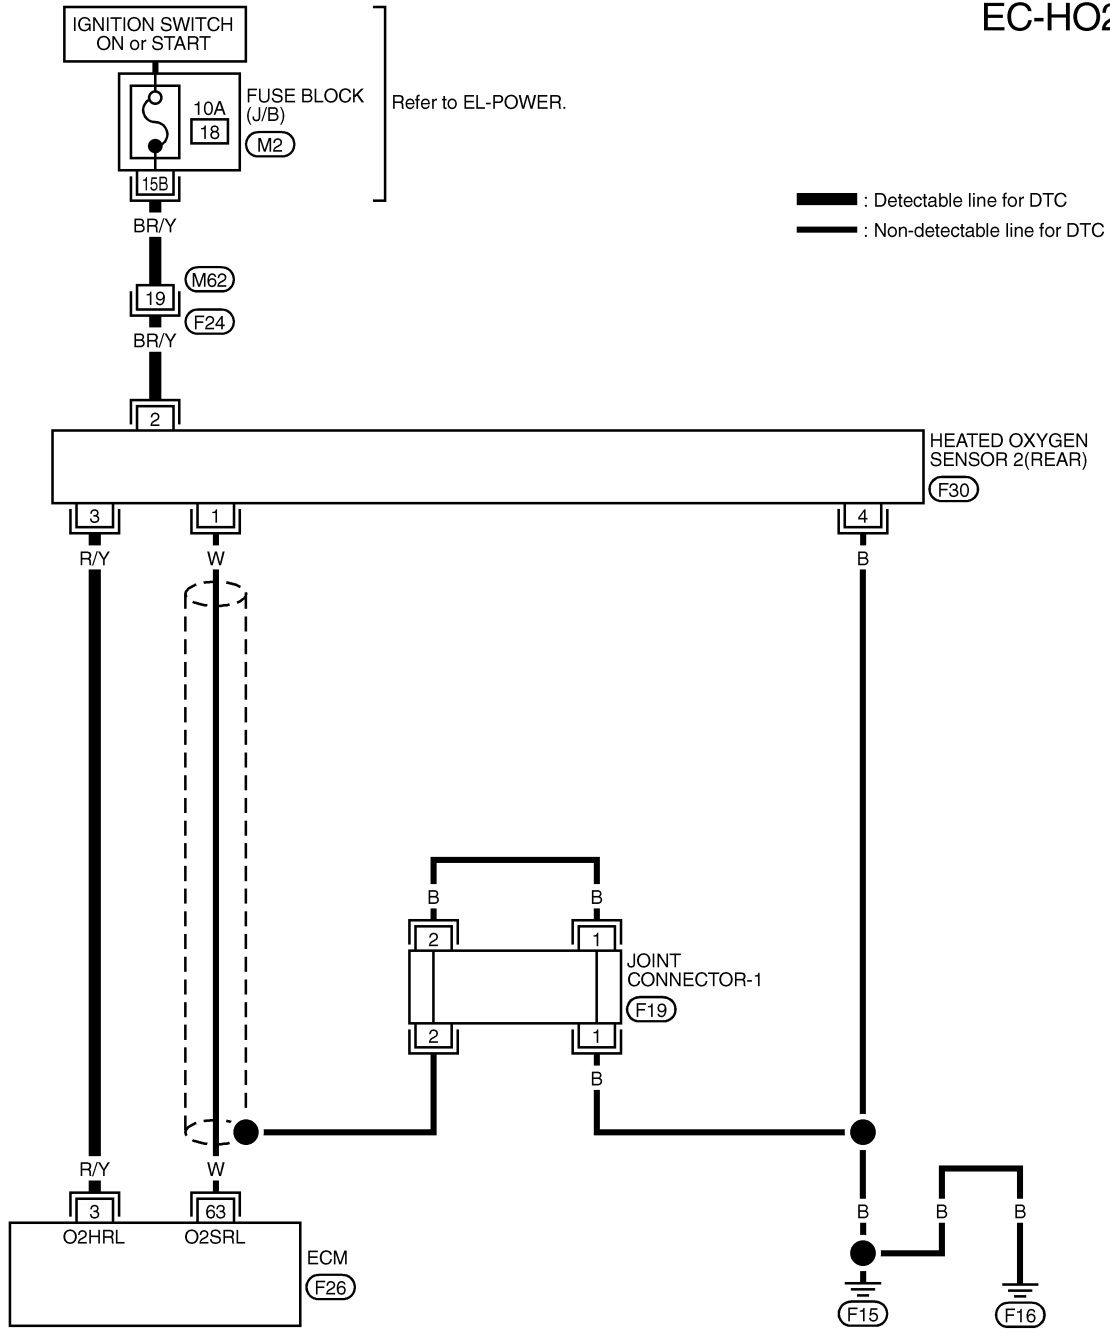 EC-HO2
IGNITION SWITCH
ON or START
FUSE BLOCK
(J/B)
10A
18
M2
Refer to EL-POWER.
15B
BR/Y
: Detectable line for DTC
: Non-detectable line for DTC
M62
19
F24
BR/Y
2
HEATED OXYGEN
SENSOR 2(REAR)
F30
3
1
4
R/Y
W
B
B
B
2
1
JOINT
CONNECTOR-1
F19
2
1
B
R/Y
W
3
63
O2HRL
O2SRL
ECM
F26
B
B
B
F15
F16